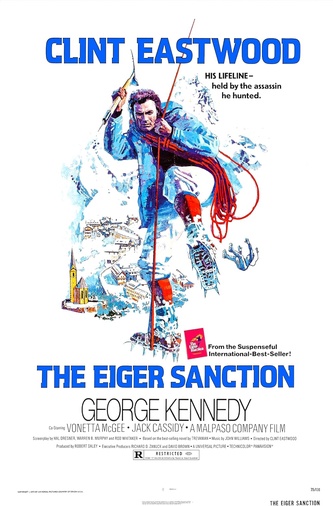 CLINT EASTWOOD
HIS LIFELINE–
held by the assassin
he hunted.
From the Suspenseful
International-Best-Seller!
THE EIGER SANCTION
GEORGE KENNEDY
Co-Starring VONETTA McGEE • JACK CASSIDY • A MALPASO COMPANY FILM
Screenplay by HAL DRESNER, WARREN B. MURPHY and ROD WHITAKER • Based on the best selling novel by TREVANIAN • Music by JOHN WILLIAMS • Directed by CLINT EASTWOOD
Produced by ROBERT DALEY • Executive Producers RICHARD D. ZANUCK and DAVID BROWN • A UNIVERSAL PICTURE • TECHNICOLOR® PANAVISION®
R RESTRICTED
THE EIGER SANCTION